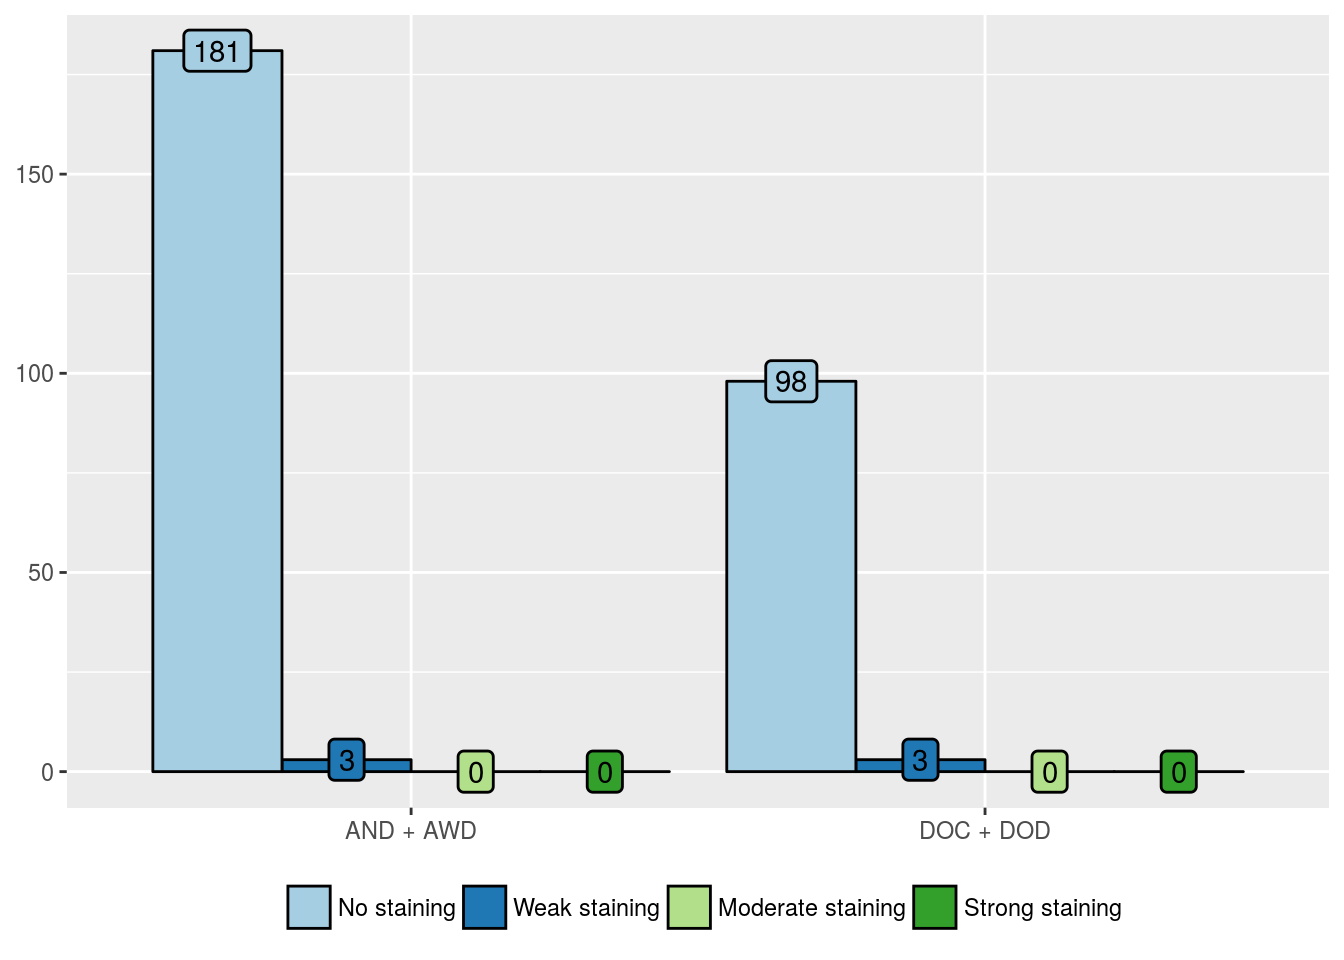 181
150
100
98
50
3
3
0
0
0
0
0
AND + AWD
DOC + DOD
No staining
Weak staining
Moderate staining
Strong staining